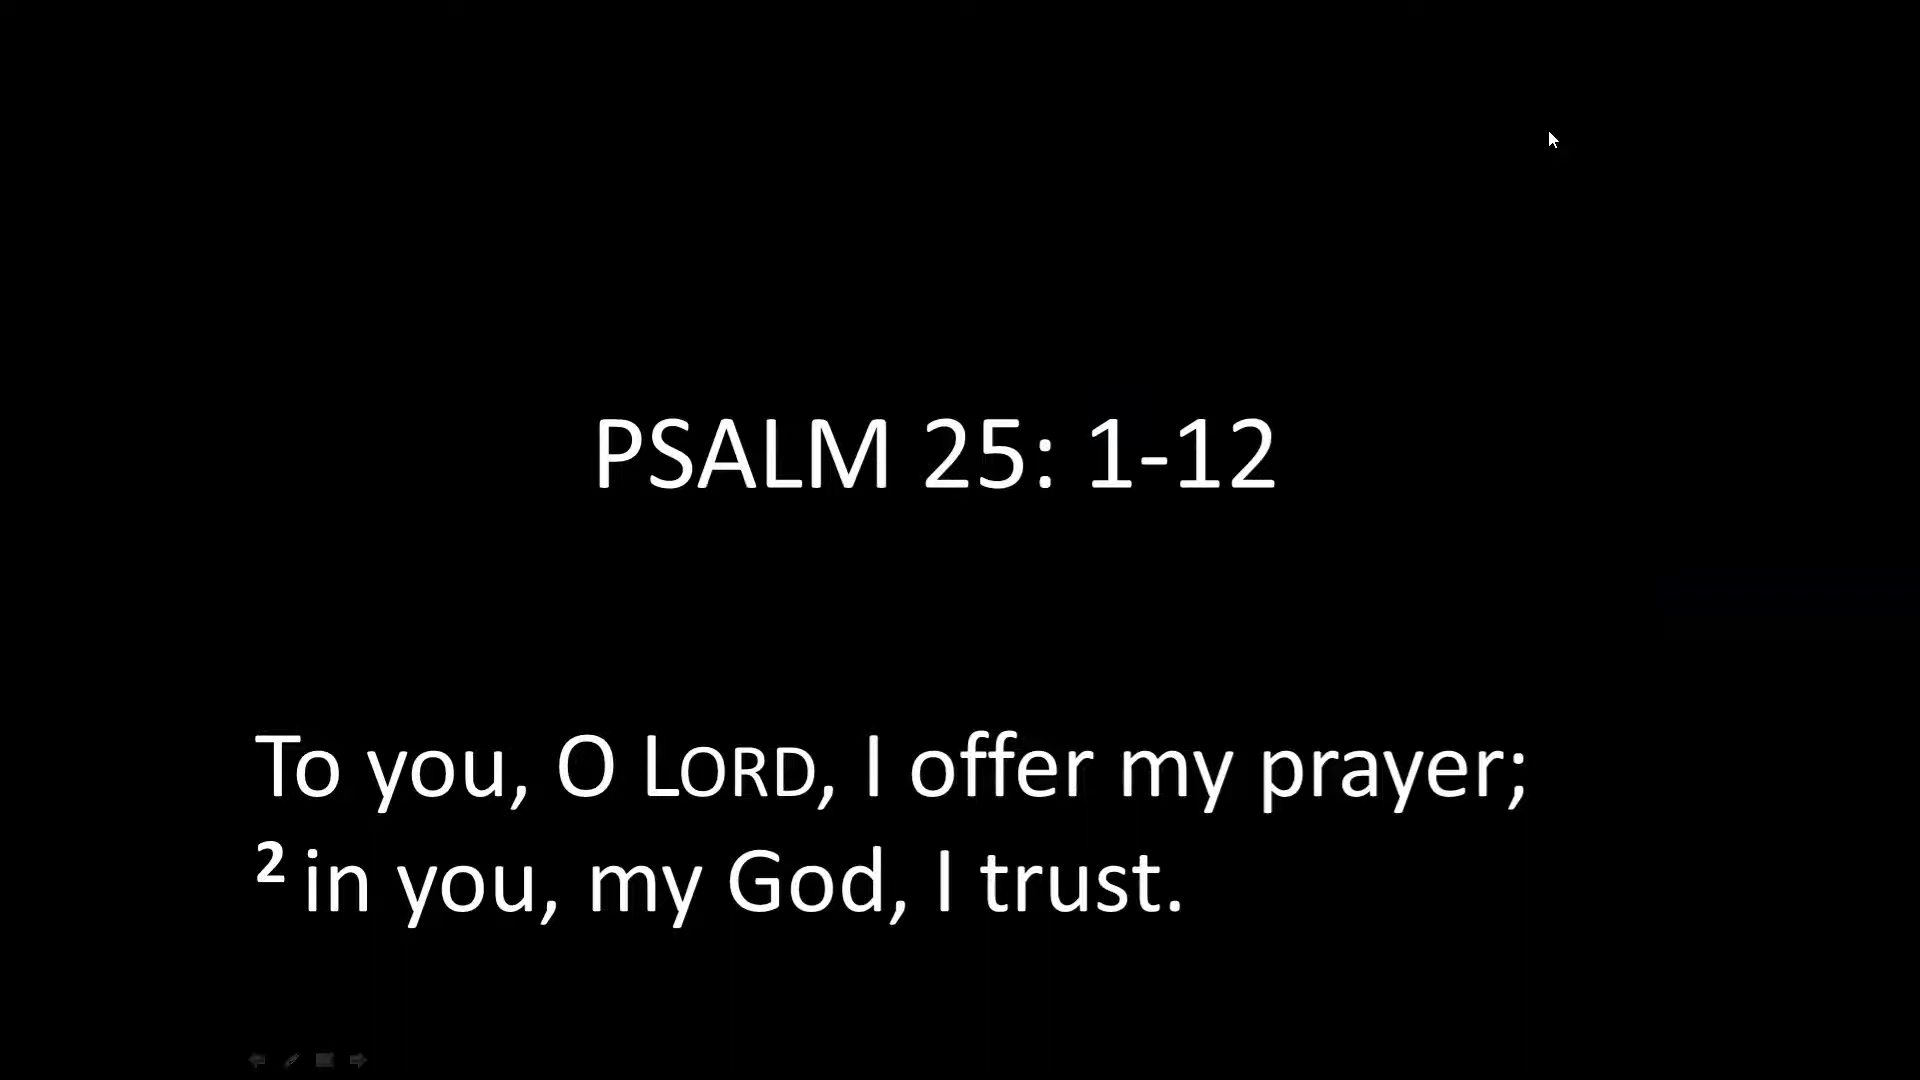 PSALM 25: 1-12
To you, O LORD, I offer my prayer;
2 in you, my God, I trust.